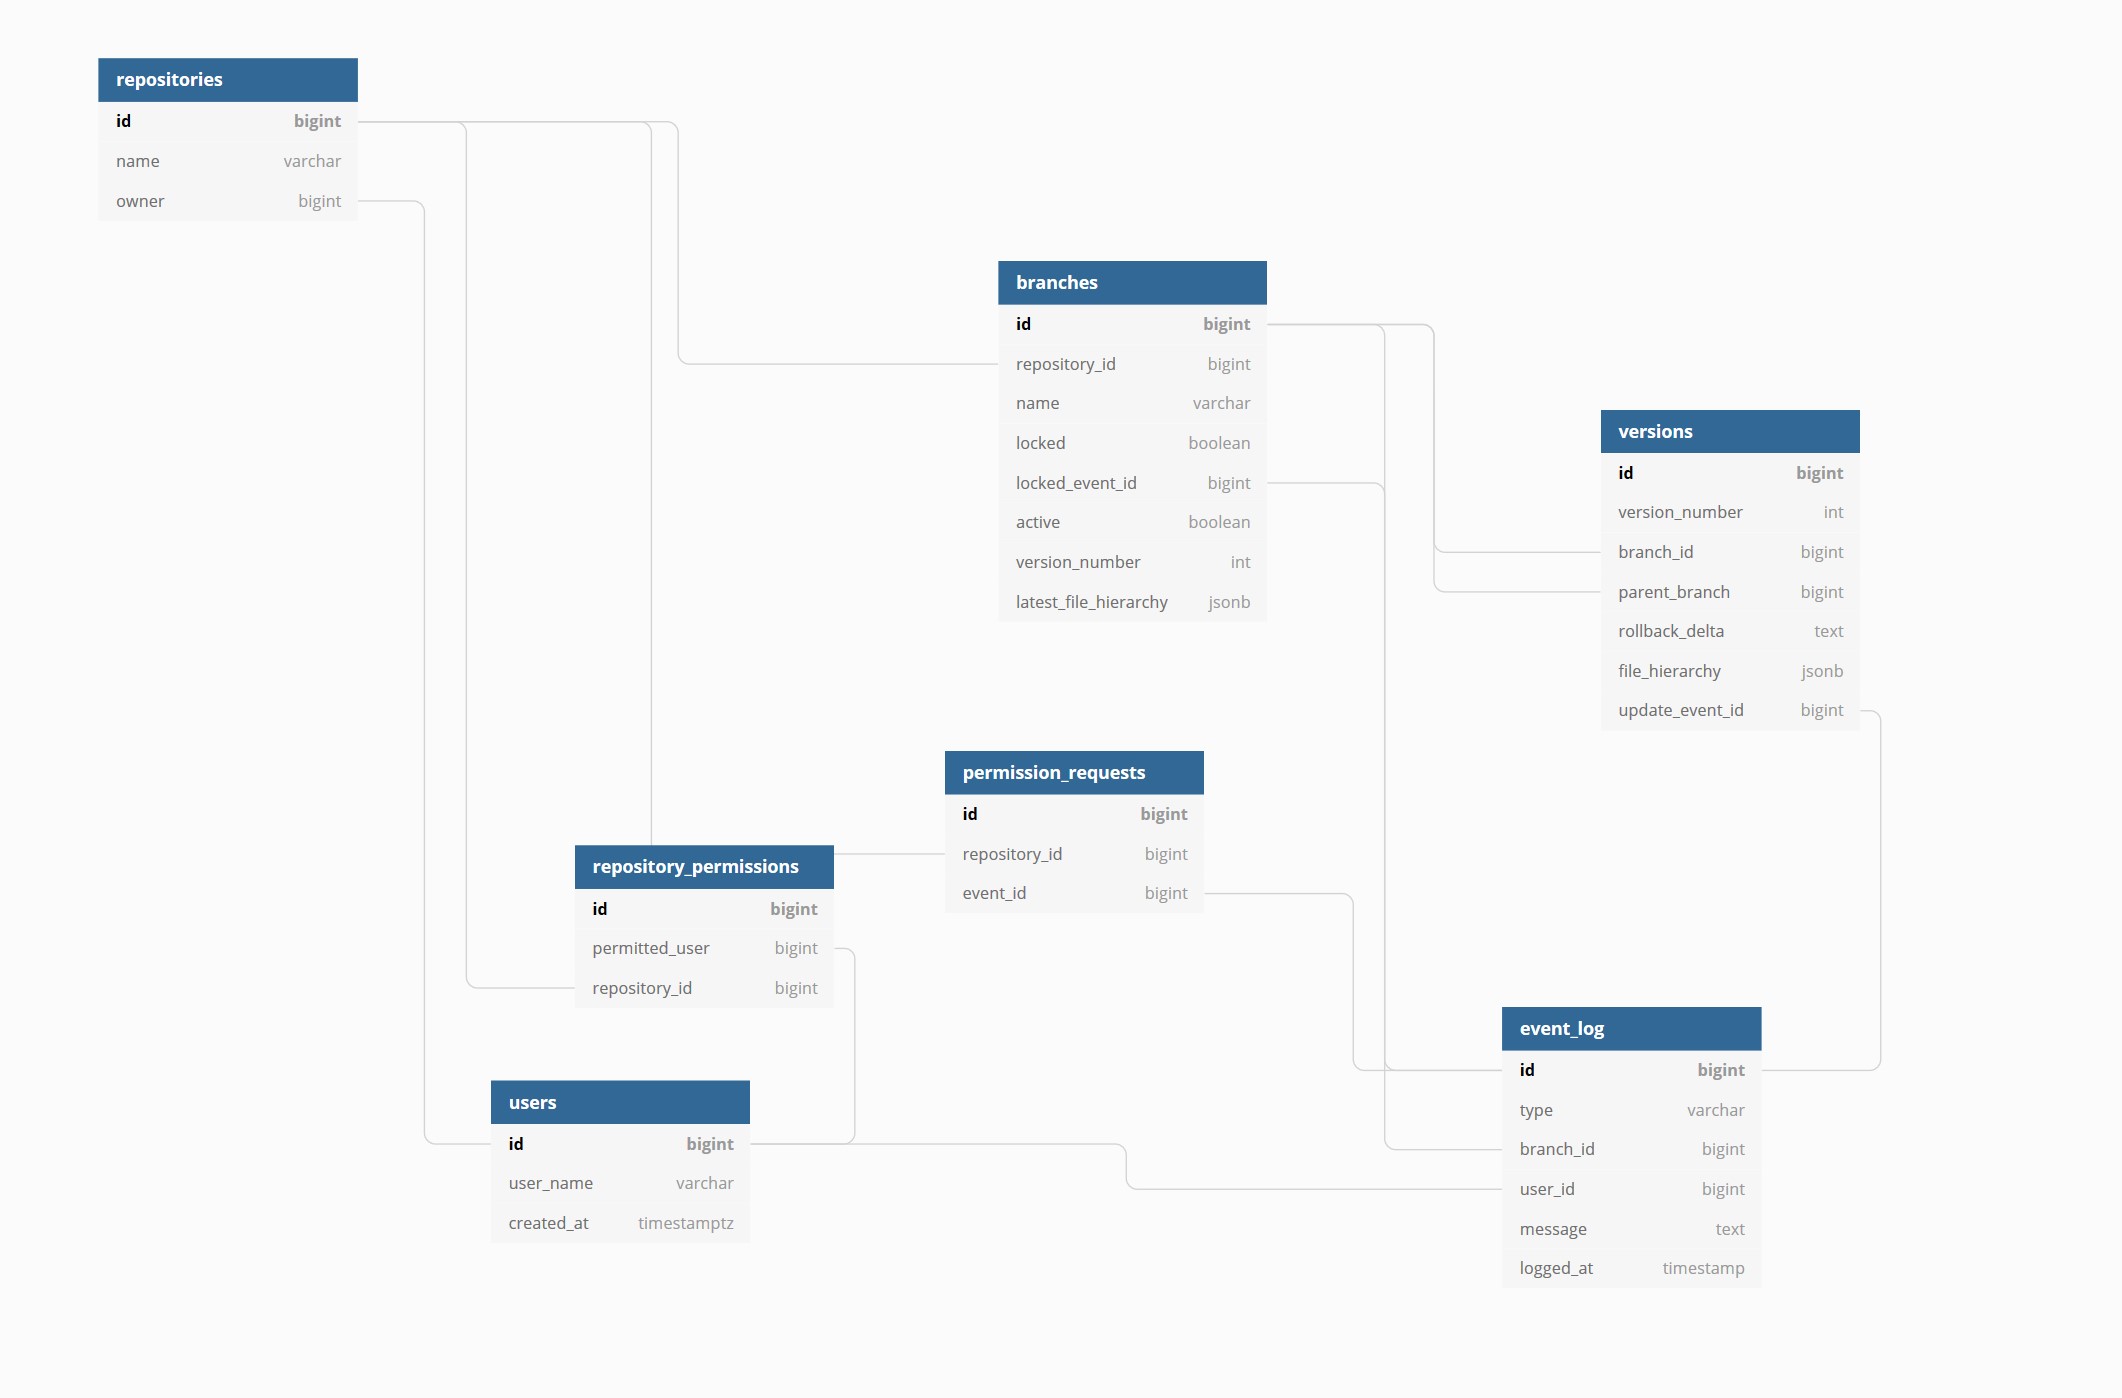 repositories
id bigint
name varchar
owner bigint
branches
id bigint
repository_id bigint
name varchar
locked boolean
locked_event_id bigint
active boolean
version_number int
latest_file_hierarchy jsonb
versions
id bigint
version_number int
branch_id bigint
parent_branch bigint
rollback_delta text
file_hierarchy jsonb
update_event_id bigint
permission_requests
id bigint
repository_id bigint
event_id bigint
repository_permissions
id bigint
permitted_user bigint
repository_id bigint
event_log
id bigint
type varchar
branch_id bigint
user_id bigint
message text
logged_at timestamp
users
id bigint
user_name varchar
created_at timestamptz